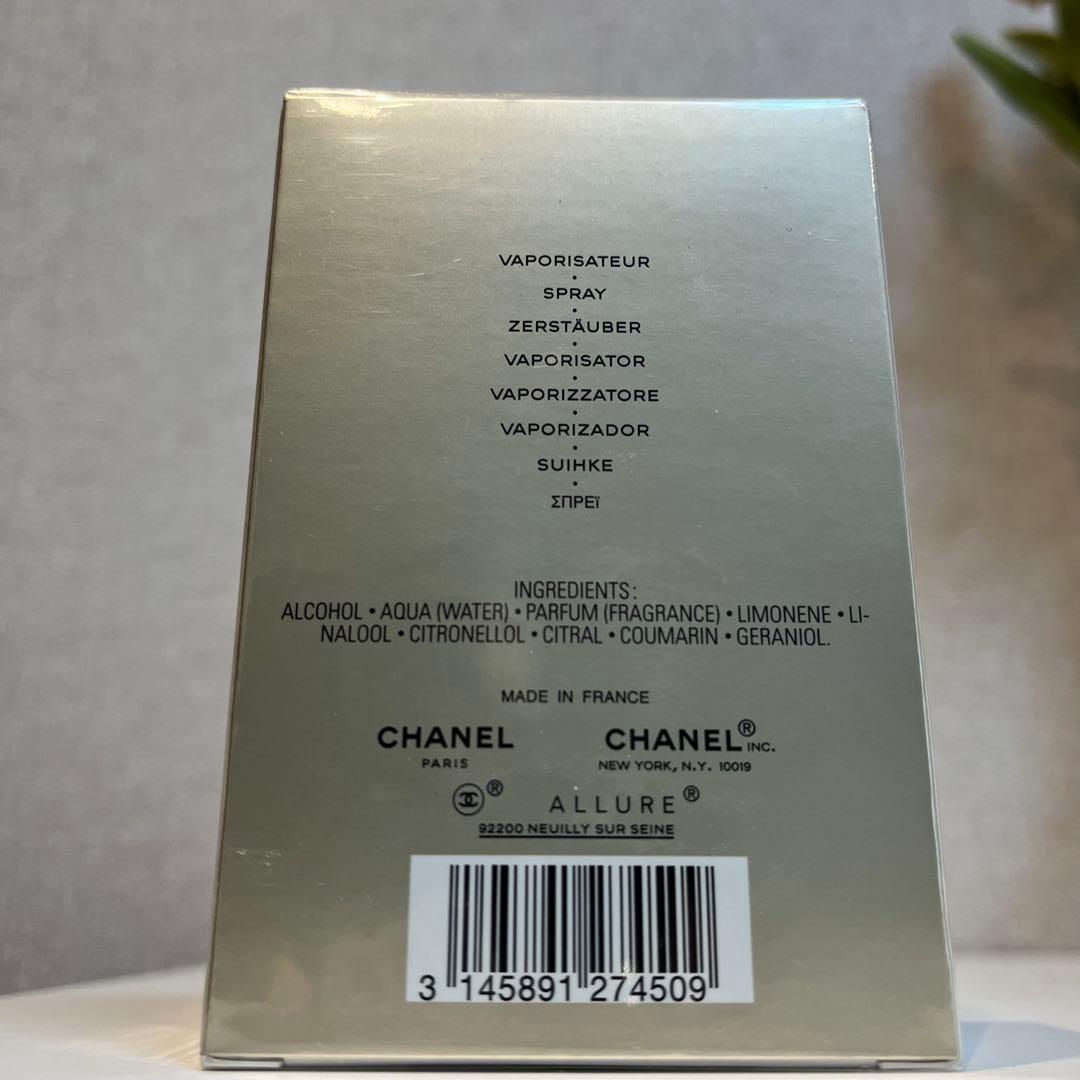 VAPORISATEUR
•
SPRAY
•
ZERSTÄUBER
•
VAPORISATOR
•
VAPORIZZATORE
•
VAPORIZADOR
•
SUIHKE
•
ΣΠΡΕΪ
INGREDIENTS:
ALCOHOL • AQUA (WATER) • PARFUM (FRAGRANCE) • LIMONENE • LI-
NALOOL • CITRONELLOL • CITRAL • COUMARIN • GERANIOL.
MADE IN FRANCE
CHANEL CHANEL® INC.
PARIS NEW YORK, N.Y. 10019
® ALLURE®
92200 NEUILLY SUR SEINE
3 145891 274509